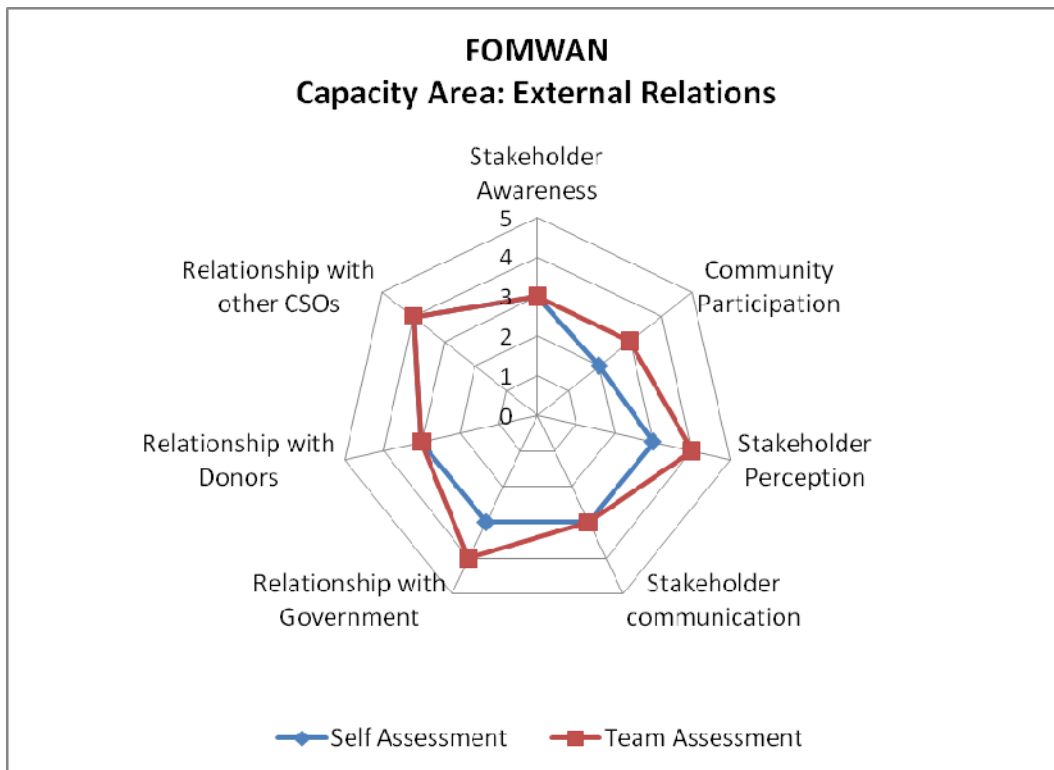 FOMWAN
Capacity Area: External Relations
Stakeholder
Awareness
Community
Participation
Stakeholder
Perception
Stakeholder
communication
Relationship with
Government
Relationship with
Donors
Relationship with
other CSOs
5
4
3
2
1
0
Self Assessment
Team Assessment